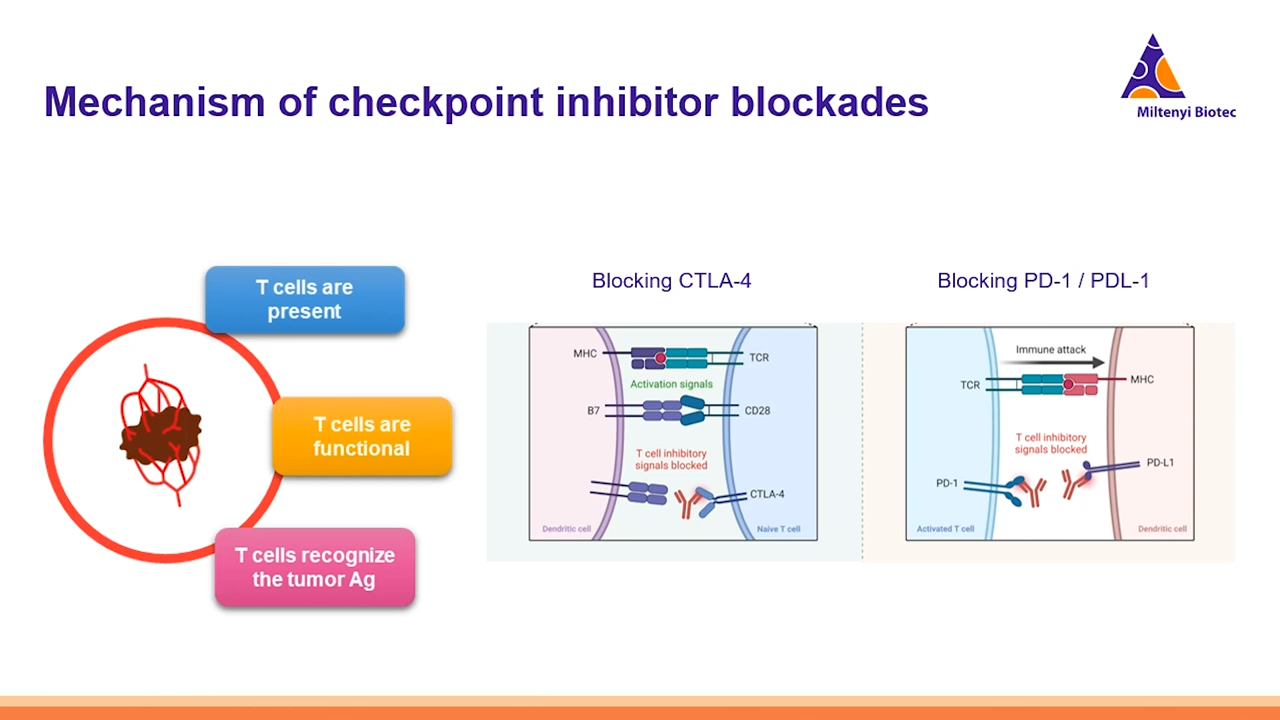 Mechanism of checkpoint inhibitor blockades
Miltenyi Biotec
T cells are
present
T cells are
functional
T cells recognize
the tumor Ag
Blocking CTLA-4
MHC
TCR
Activation signals
B7
CD28
T cell inhibitory
signals blocked
CTLA-4
Dendritic cell
Naive T cell
Blocking PD-1 / PDL-1
Immune attack
TCR
MHC
T cell inhibitory
signals blocked
PD-L1
PD-1
Activated T cell
Dendritic cell